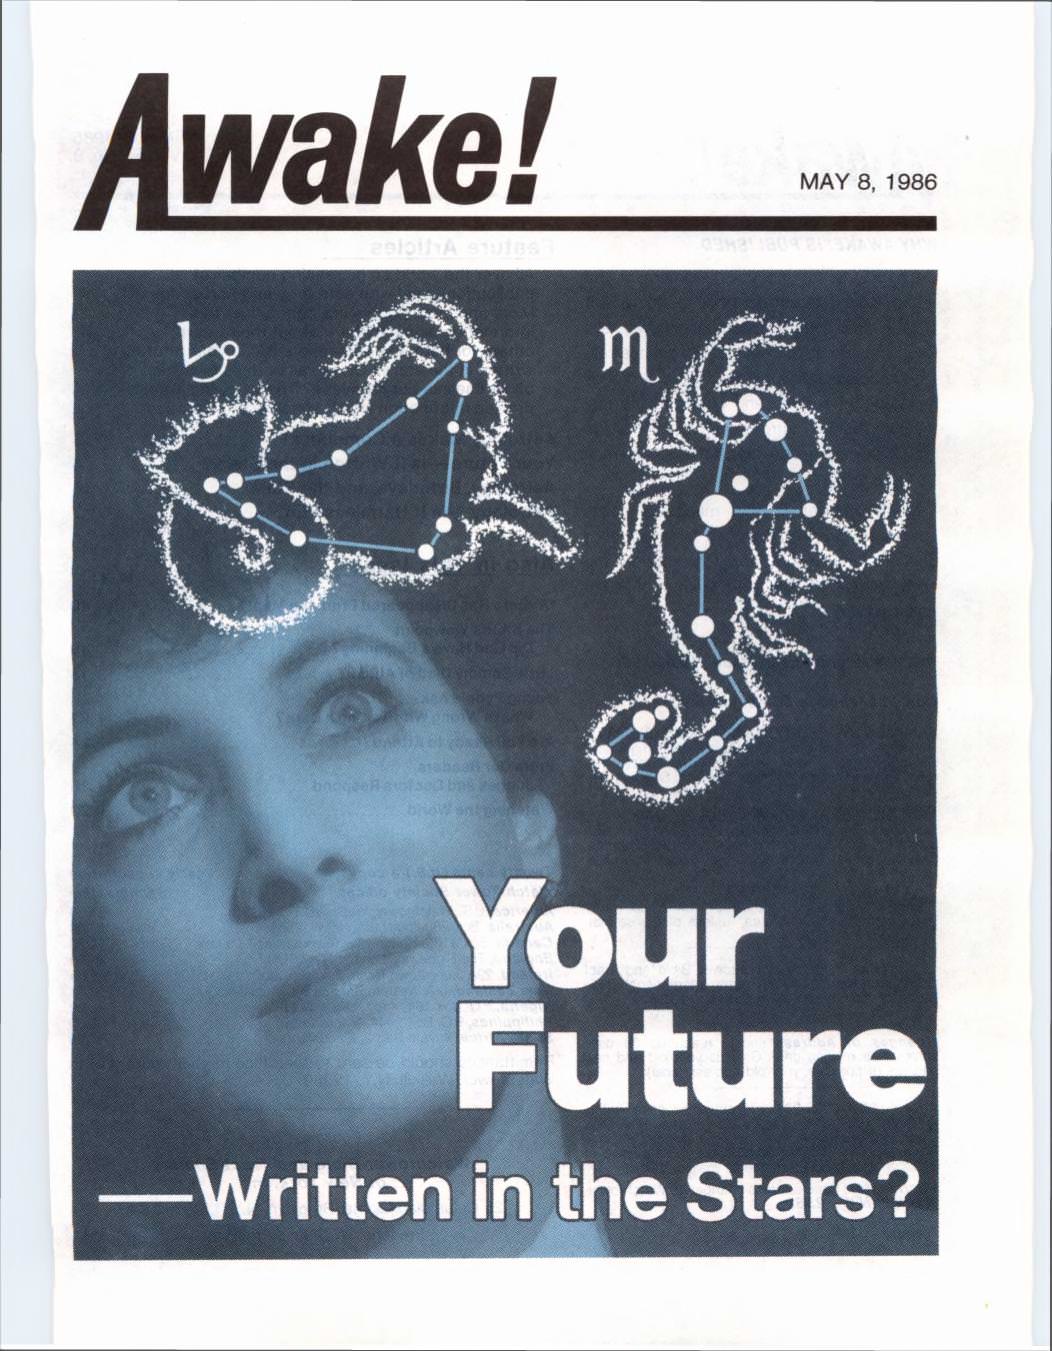 Awake!
MAY 8, 1986
♑ ♏
Your
Future
—Written in the Stars?